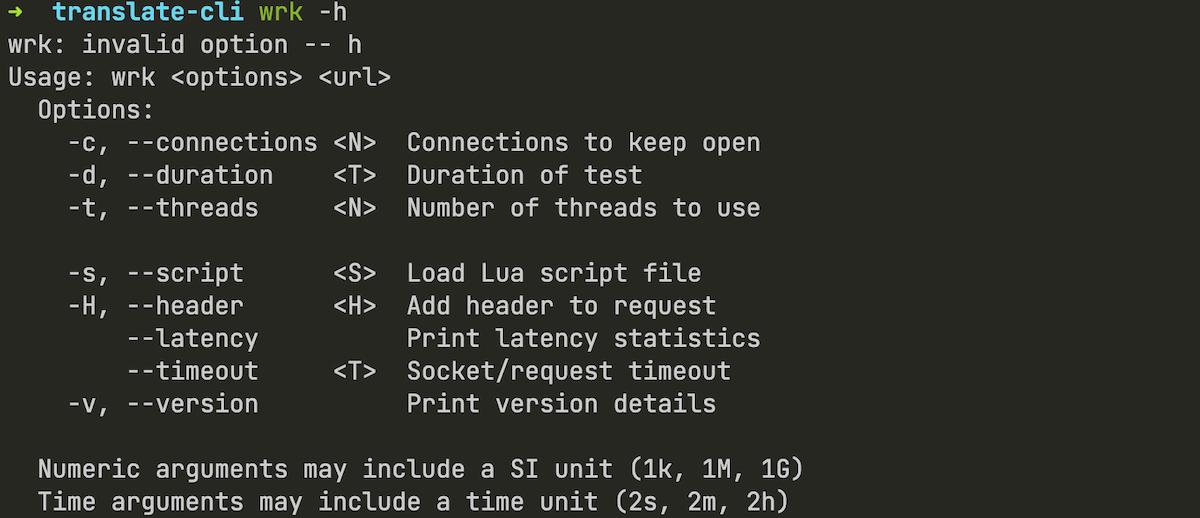 ➜  translate-cli wrk -h
wrk: invalid option -- h
Usage: wrk <options> <url>
  Options:
    -c, --connections <N>  Connections to keep open
    -d, --duration    <T>  Duration of test
    -t, --threads     <N>  Number of threads to use

    -s, --script      <S>  Load Lua script file
    -H, --header      <H>  Add header to request
        --latency          Print latency statistics
        --timeout     <T>  Socket/request timeout
    -v, --version          Print version details

  Numeric arguments may include a SI unit (1k, 1M, 1G)
  Time arguments may include a time unit (2s, 2m, 2h)